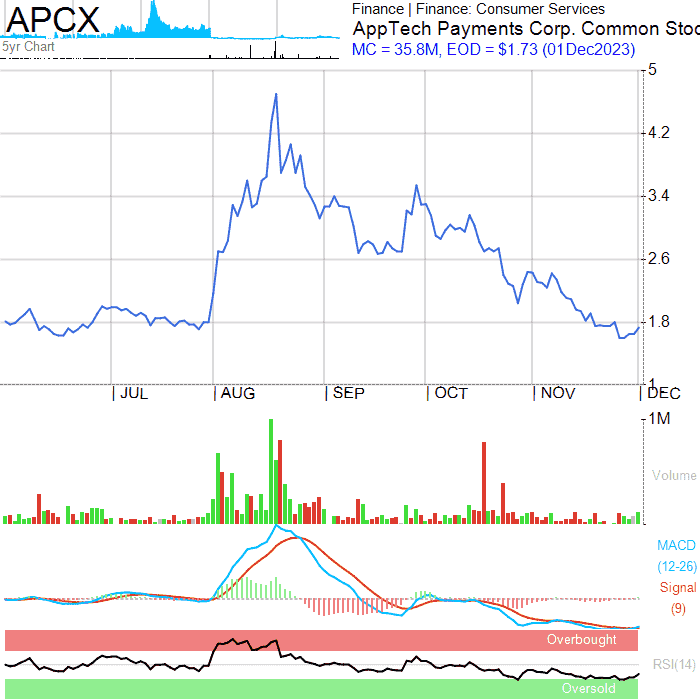 APCX
5yr Chart
Finance | Finance: Consumer Services
AppTech Payments Corp. Common Stoc
MC = 35.8M, EOD = $1.73 (01Dec2023)
5
4.2
3.4
2.6
1.8
1
| JUL | AUG | SEP | OCT | NOV | DEC
1M
Volume
MACD
(12-26)
Signal
(9)
Overbought
RSI(14)
Oversold